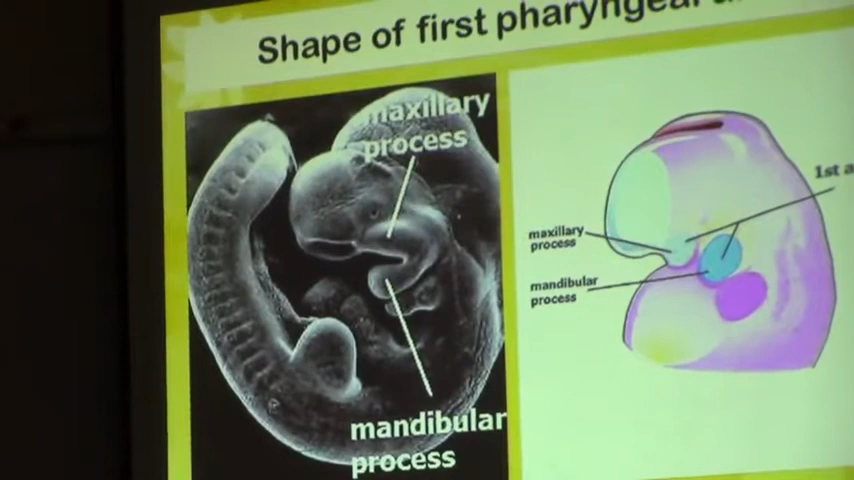 Shape of first pharyngeal
maxillary
process
mandibular
process
maxillary
process
mandibular
process
1st a